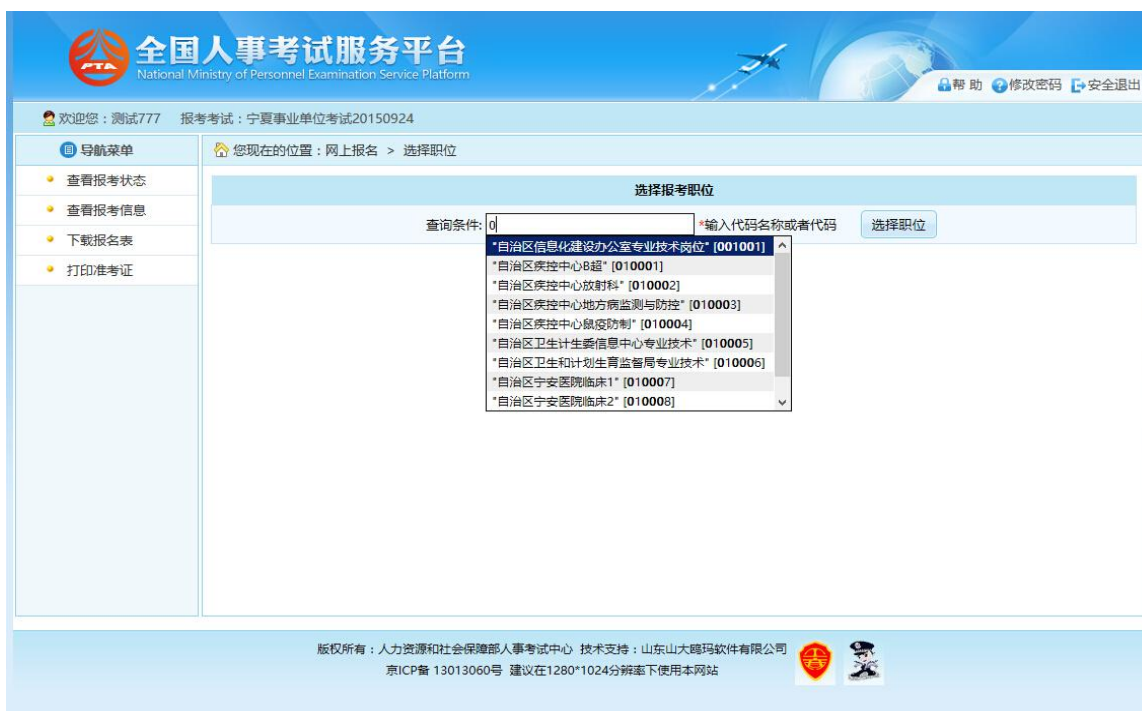 全国人事考试服务平台
National Ministry of Personnel Examination Service Platform
PTA
帮 助 修改密码 安全退出
欢迎您：测试777 报考考试：宁夏事业单位考试20150924
导航菜单
查看报考状态
查看报考信息
下载报名表
打印准考证
您现在的位置：网上报名 > 选择职位
选择报考职位
查询条件: 0 *输入代码名称或者代码 选择职位
"自治区信息化建设办公室专业技术岗位" [001001]
"自治区疾控中心B超" [010001]
"自治区疾控中心放射科" [010002]
"自治区疾控中心地方病监测与防控" [010003]
"自治区疾控中心鼠疫防制" [010004]
"自治区卫生计生委信息中心专业技术" [010005]
"自治区卫生和计划生育监督局专业技术" [010006]
"自治区宁安医院临床1" [010007]
"自治区宁安医院临床2" [010008]
版权所有：人力资源和社会保障部人事考试中心 技术支持：山东山大鸥玛软件有限公司
京ICP备 13013060号 建议在1280*1024分辨率下使用本网站